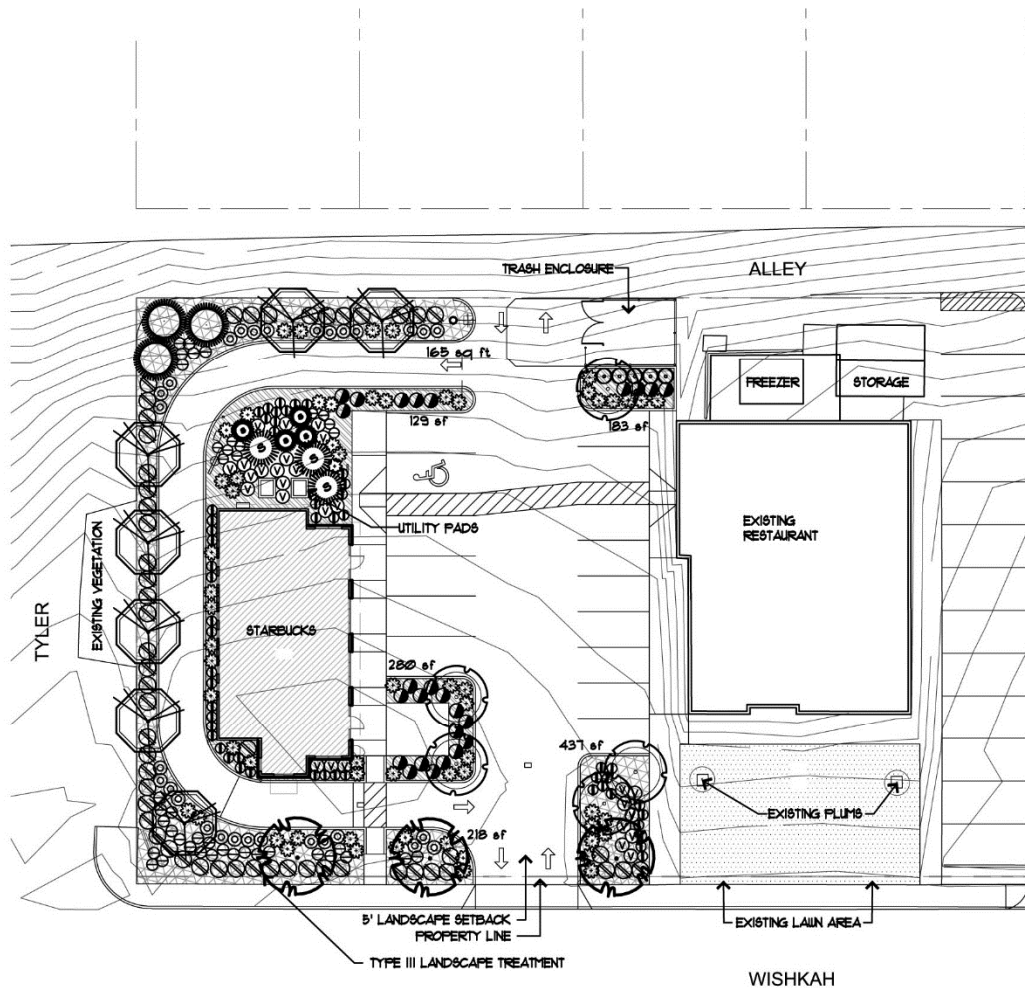 TRASH ENCLOSURE
ALLEY
165 sq ft
FREEZER
STORAGE
129 sf
183 sf
S
S
S
UTILITY PADS
EXISTING
RESTAURANT
EXISTING VEGETATION
TYLER
STARBUCKS
280 sf
437 sf
EXISTING PLUMS
218 sf
5' LANDSCAPE SETBACK
PROPERTY LINE
EXISTING LAWN AREA
TYPE III LANDSCAPE TREATMENT
WISHKAH